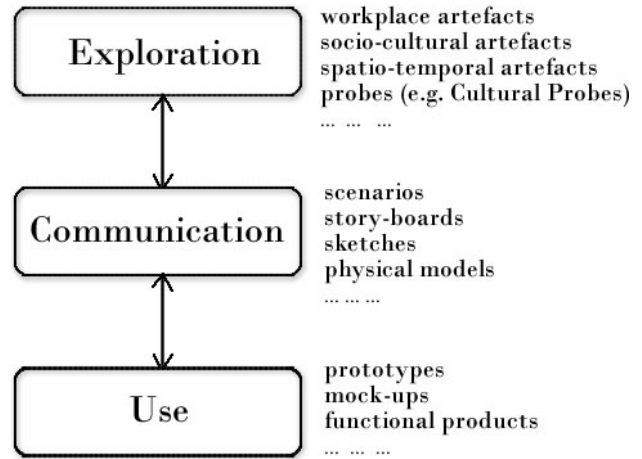 Exploration
workplace artefacts
socio-cultural artefacts
spatio-temporal artefacts
probes (e.g. Cultural Probes)
... ... ...
Communication
scenarios
story-boards
sketches
physical models
... ... ...
Use
prototypes
mock-ups
functional products
... ... ...